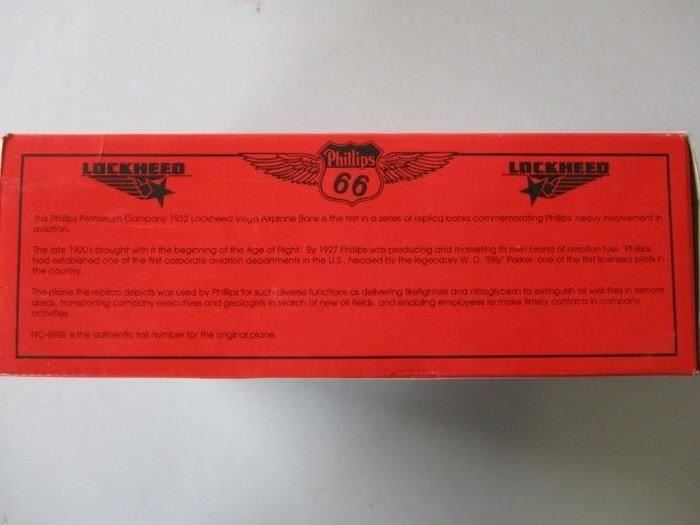 LOCKHEED
Phillips
66
LOCKHEED
This Phillips Petroleum Company 1932 Lockheed Vega Airplane Bank is the first in a series of replica banks commemorating Phillips' heavy involvement in
aviation.
The late 1920's brought with it the beginning of the Age of Flight. By 1927 Phillips was producing and marketing its own brand of aviation fuel. Phillips
had established one of the first corporate aviation departments in the U.S., headed by the legendary W. D. "Billy" Parker, one of the first licensed pilots in
the country.
The plane this replica depicts was used by Phillips for such diverse functions as delivering firefighters and nitroglycerin to extinguish oil well fires in remote
areas, transporting company executives and geologists in search of new oil fields, and enabling employees to make timely contacts in company
activities.
NC-898E is the authentic tail number for the original plane.